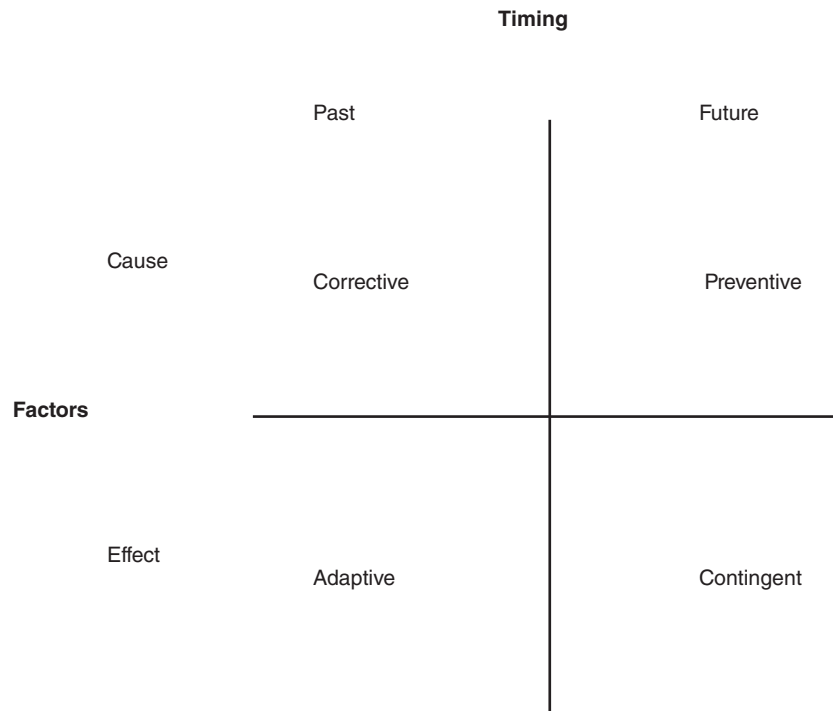 Timing
Past Future
Cause
Corrective Preventive
Factors
Effect
Adaptive Contingent